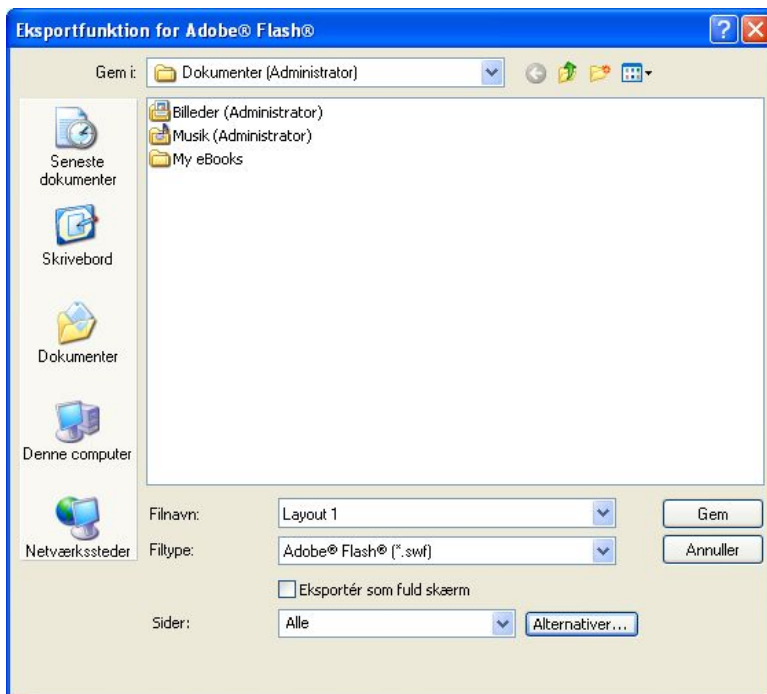 Eksportfunktion for Adobe® Flash®
Gem i:
Dokumenter (Administrator)
Billeder (Administrator)
Musik (Administrator)
My eBooks
Seneste
dokumenter
Skrivebord
Dokumenter
Denne computer
Netværkssteder
Filnavn:
Layout 1
Gem
Filtype:
Adobe® Flash® (*.swf)
Annuller
Eksportér som fuld skærm
Sider:
Alle
Alternativer...